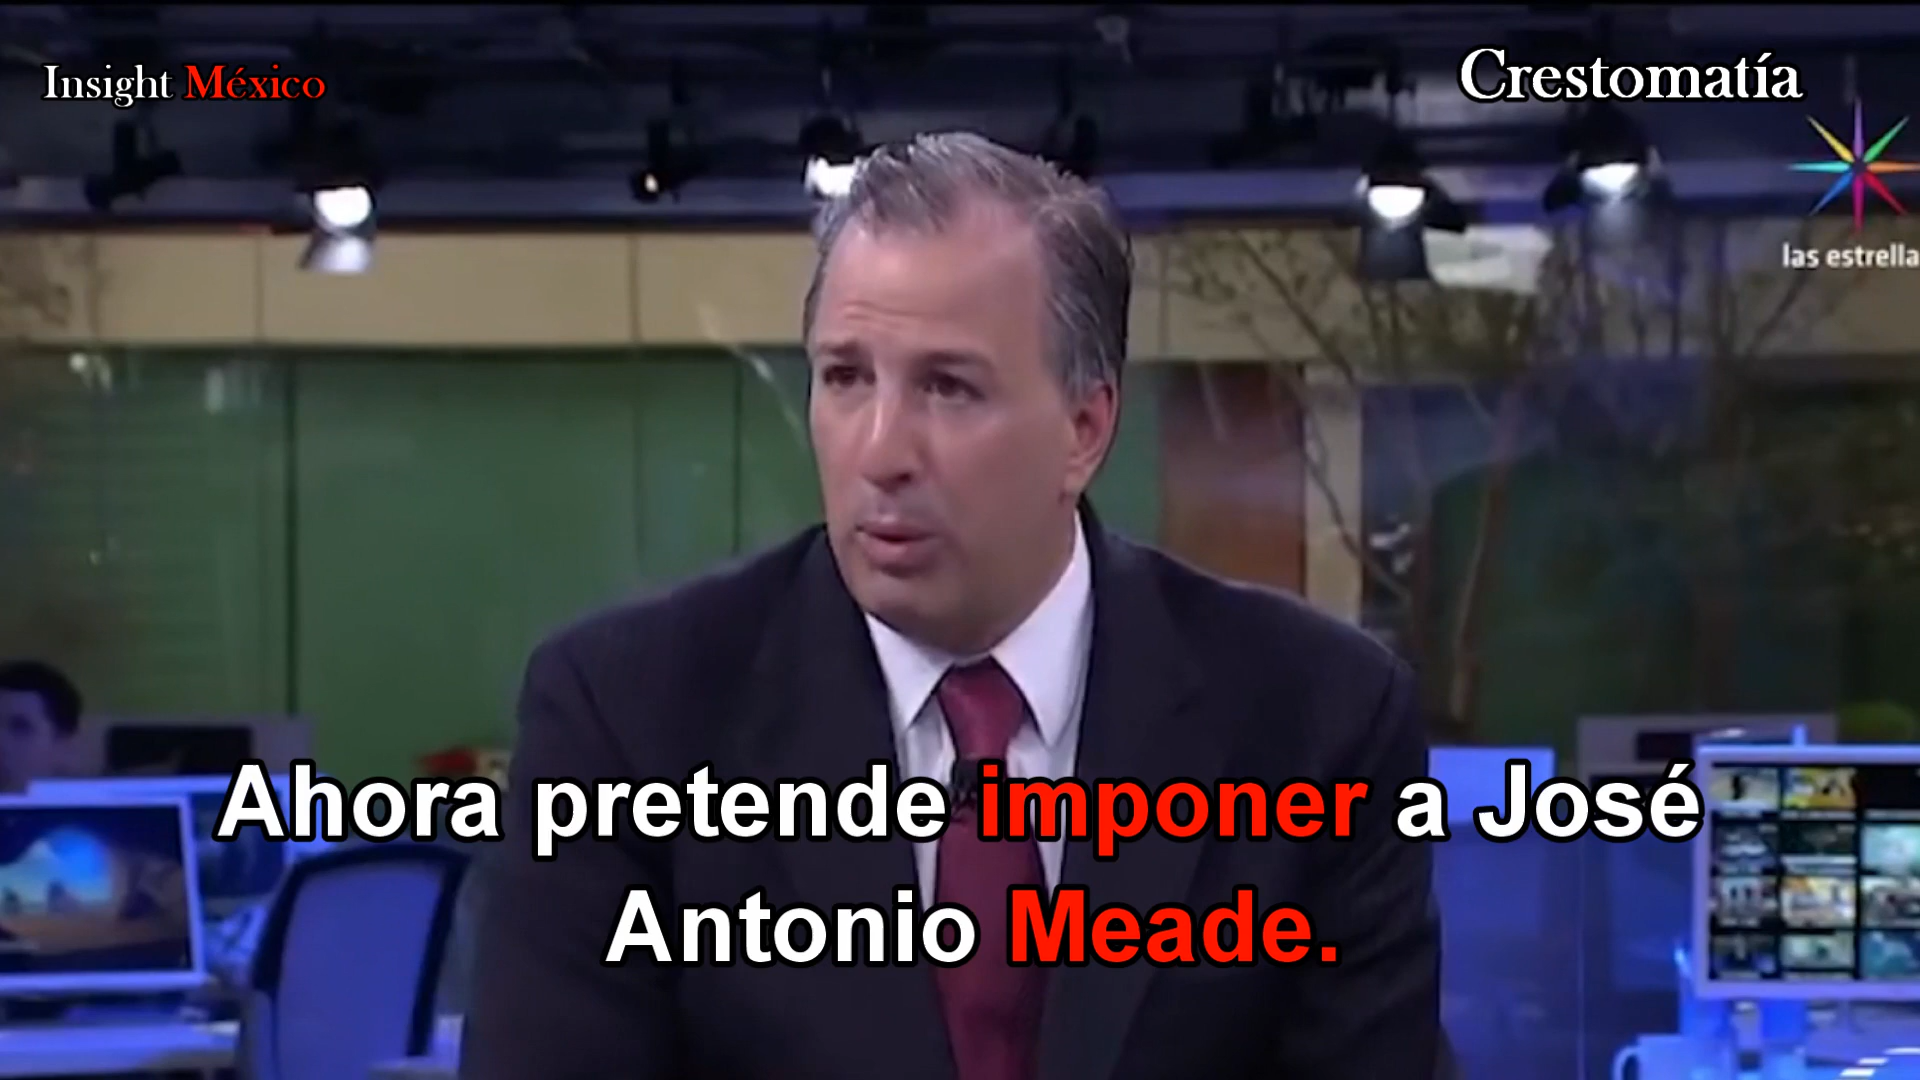 Insight México
Crestomatía
las estrella
Ahora pretende imponer a José
Antonio Meade.